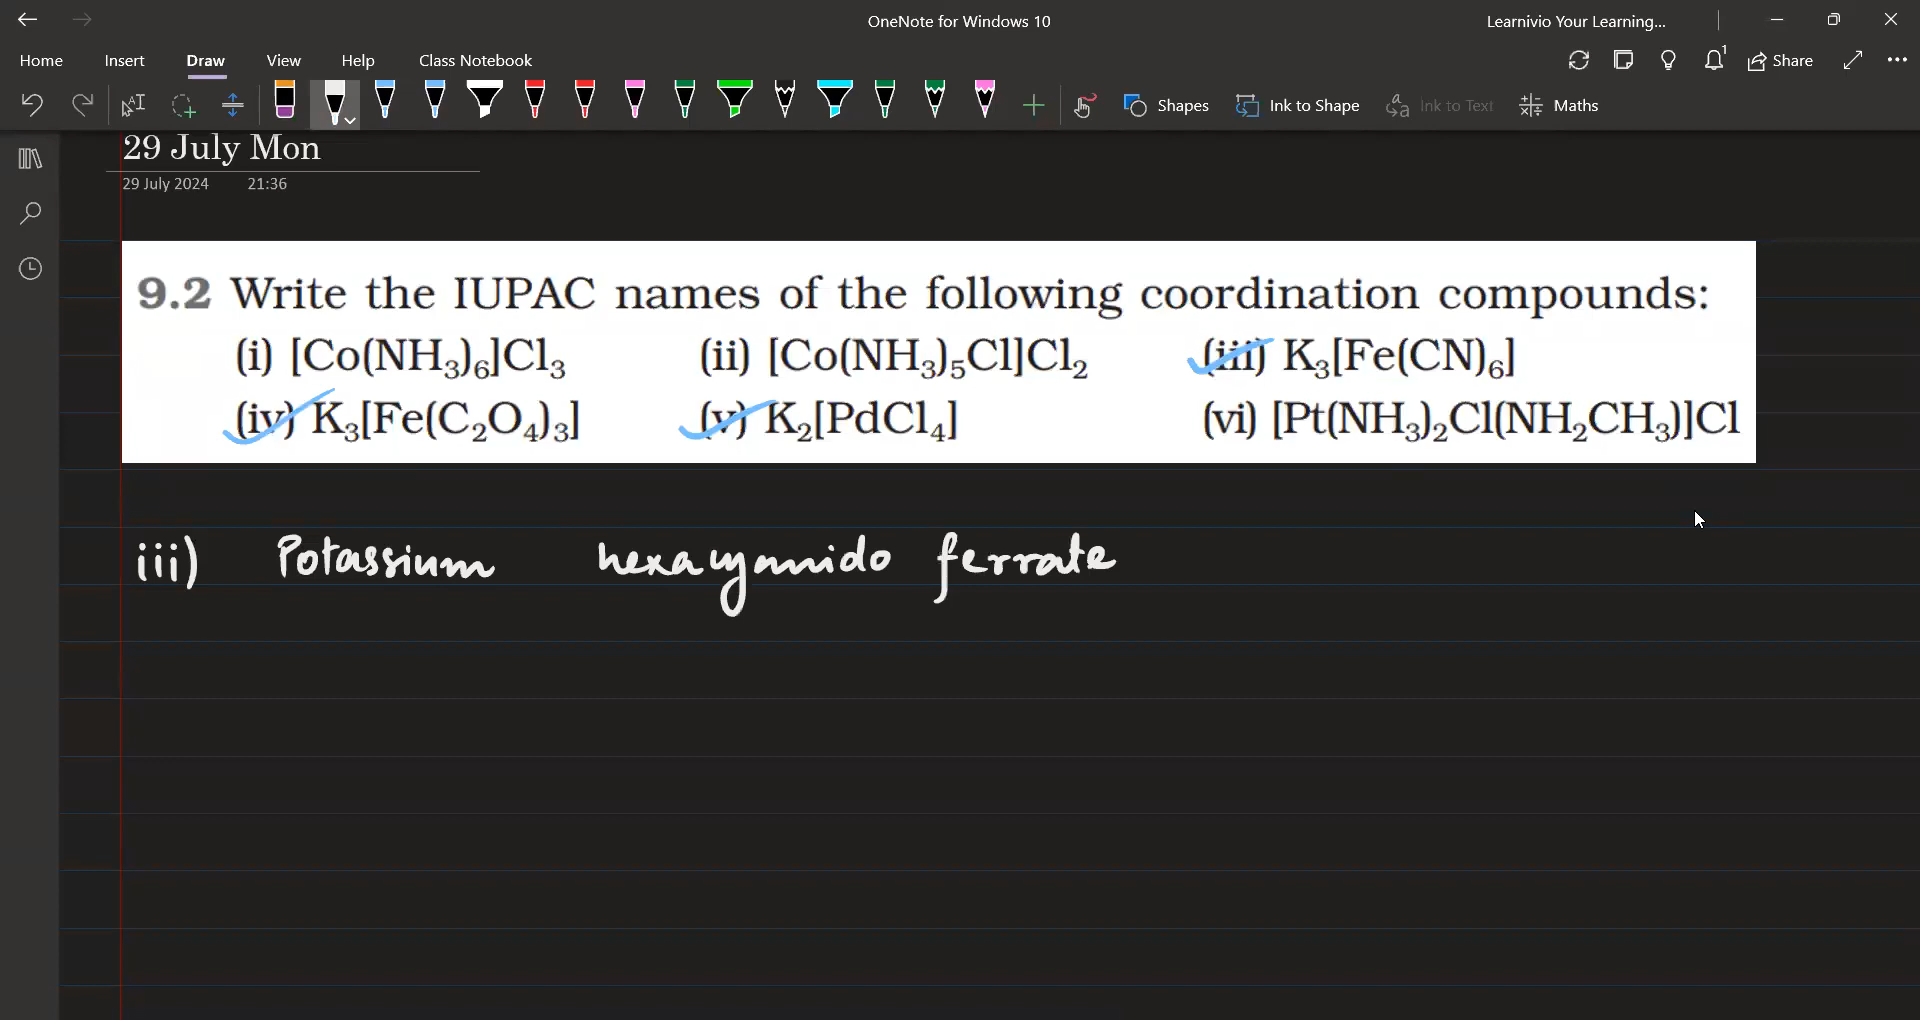 OneNote for Windows 10
Learnivio Your Learning...
Home Insert Draw View Help Class Notebook
1
Share
Shapes Ink to Shape Ink to Text Maths
29 July Mon
29 July 2024 21:36
9.2 Write the IUPAC names of the following coordination compounds:
(i) [Co(NH₃)₆]Cl₃ (ii) [Co(NH₃)₅Cl]Cl₂ (iii) K₃[Fe(CN)₆]
(iv) K₃[Fe(C₂O₄)₃] (v) K₂[PdCl₄] (vi) [Pt(NH₃)₂Cl(NH₂CH₃)]Cl
iii) Potassium hexacyanido ferrate